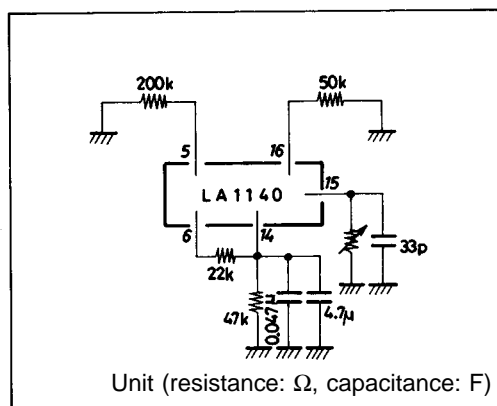 200k
50k
5
16
15
LA1140
6
14
22k
33p
47k
0.047μ
4.7μ
Unit (resistance: Ω, capacitance: F)